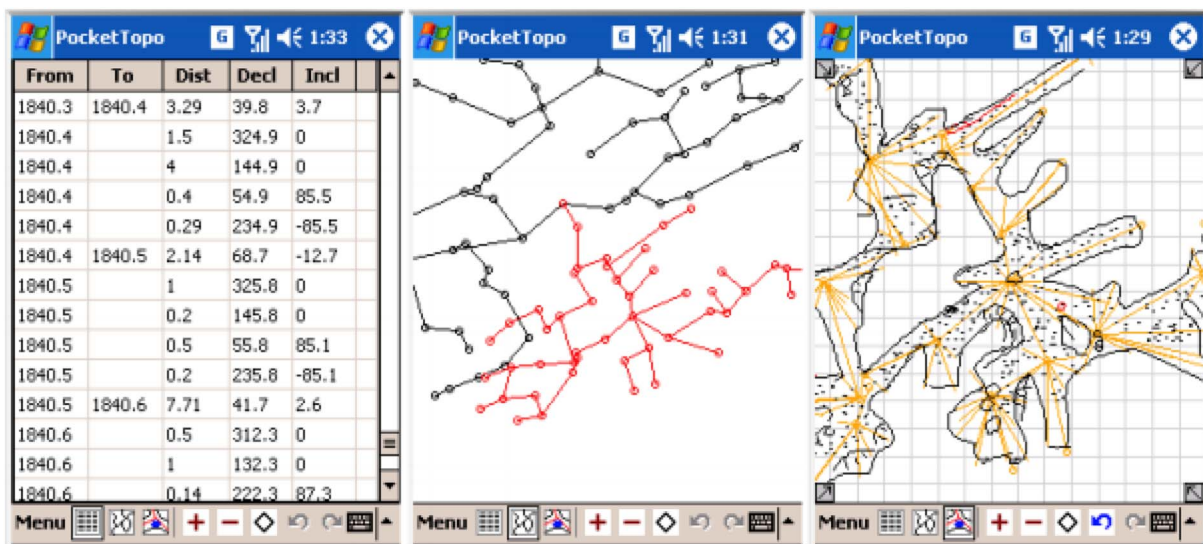 PocketTopo G 1:33
From To Dist Decl Incl
1840.3 1840.4 3.29 39.8 3.7
1840.4 1.5 324.9 0
1840.4 4 144.9 0
1840.4 0.4 54.9 85.5
1840.4 0.29 234.9 -85.5
1840.4 1840.5 2.14 68.7 -12.7
1840.5 1 325.8 0
1840.5 0.2 145.8 0
1840.5 0.5 55.8 85.1
1840.5 0.2 235.8 -85.1
1840.5 1840.6 7.71 41.7 2.6
1840.6 0.5 312.3 0
1840.6 1 132.3 0
1840.6 0.14 222.3 87.3
Menu
PocketTopo G 1:31
Menu
PocketTopo G 1:29
Menu